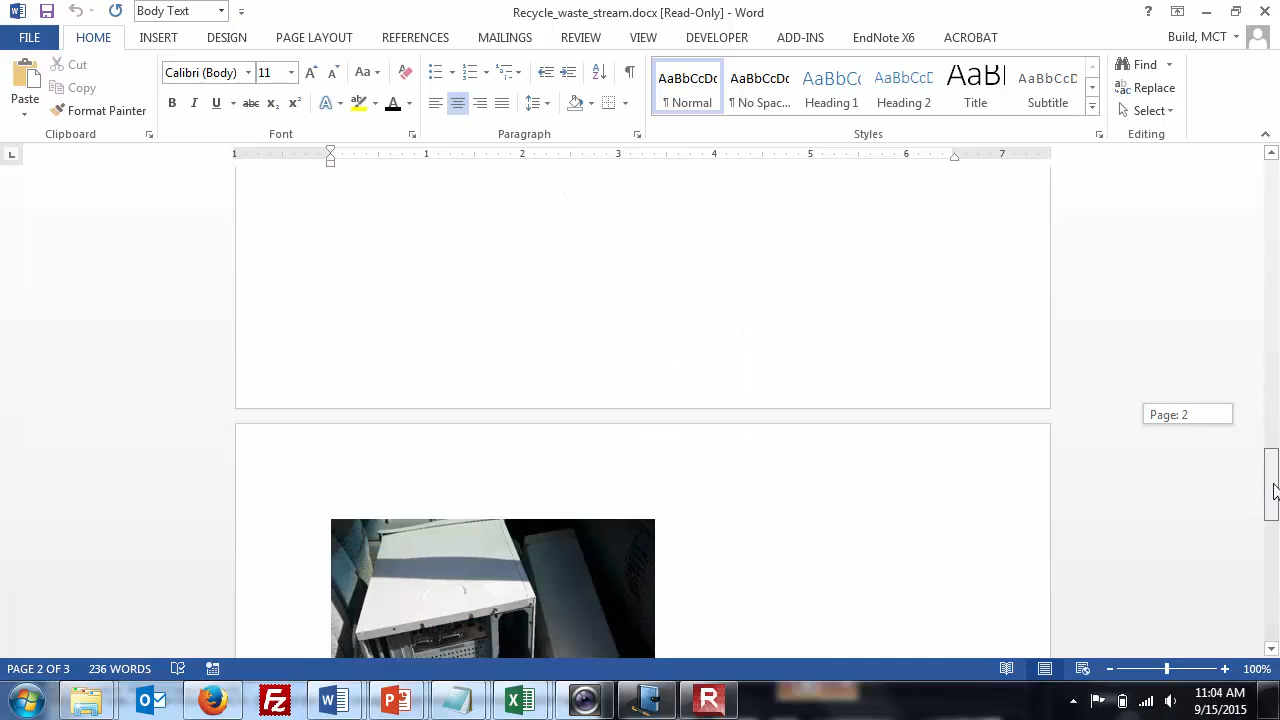 Body Text
Recycle_waste_stream.docx [Read-Only] - Word
FILE HOME INSERT DESIGN PAGE LAYOUT REFERENCES MAILINGS REVIEW VIEW DEVELOPER ADD-INS EndNote X6 ACROBAT Build, MCT
Paste
Cut
Copy
Format Painter
Calibri (Body) 11
AaBbCcDc AaBbCcDc AaBbCc AaBbCcD AaBl AaBbCcD
¶ Normal ¶ No Spac... Heading 1 Heading 2 Title Subtitle
Find
Replace
Select
Clipboard Font Paragraph Styles Editing
1 1 2 3 4 5 6 7
Page: 2
PAGE 2 OF 3 236 WORDS 100%
11:04 AM
9/15/2015